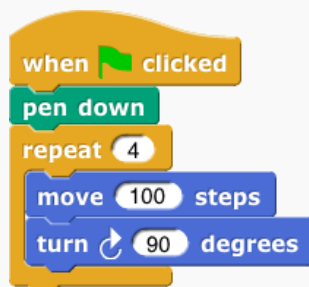 when clicked
pen down
repeat 4
move 100 steps
turn 90 degrees